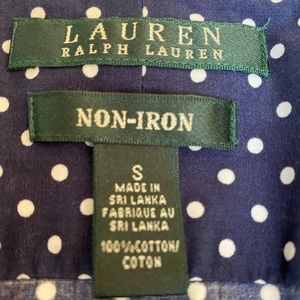 LAUREN
RALPH LAUREN
NON-IRON
S
MADE IN
SRI LANKA
FABRIQUE AU
SRI LANKA
100%COTTON/
COTON